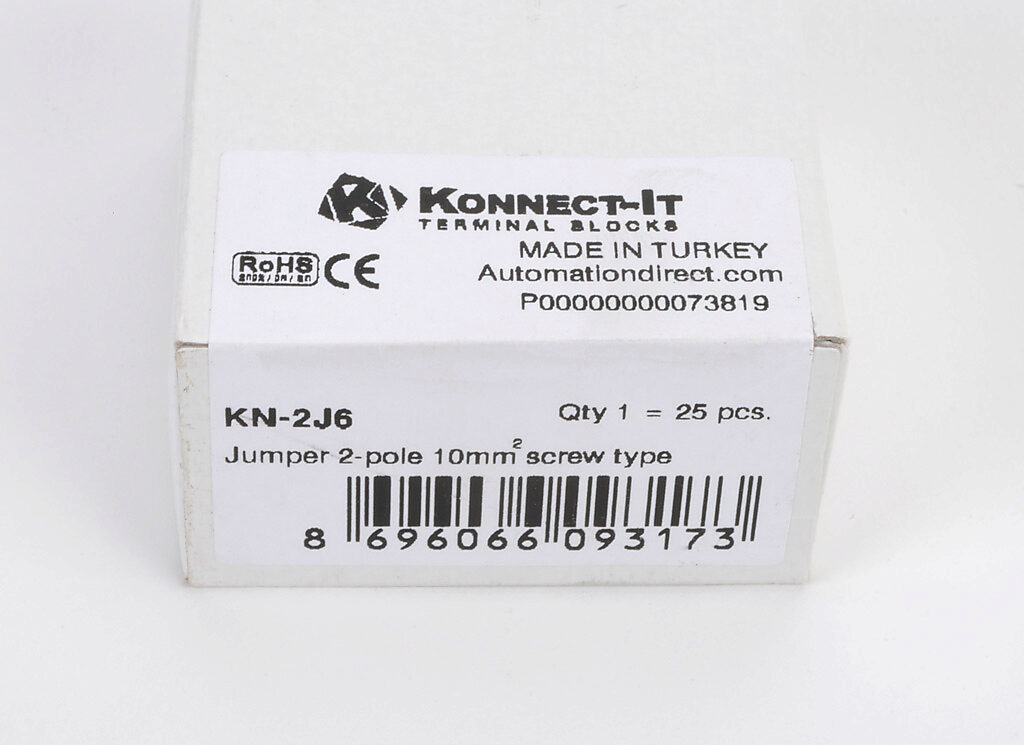 KONNECT-IT
TERMINAL BLOCKS
MADE IN TURKEY
RoHS CE
Automationdirect.com
P00000000073819
KN-2J6
Qty 1 = 25 pcs.
Jumper 2-pole 10mm² screw type
8 696066 093173